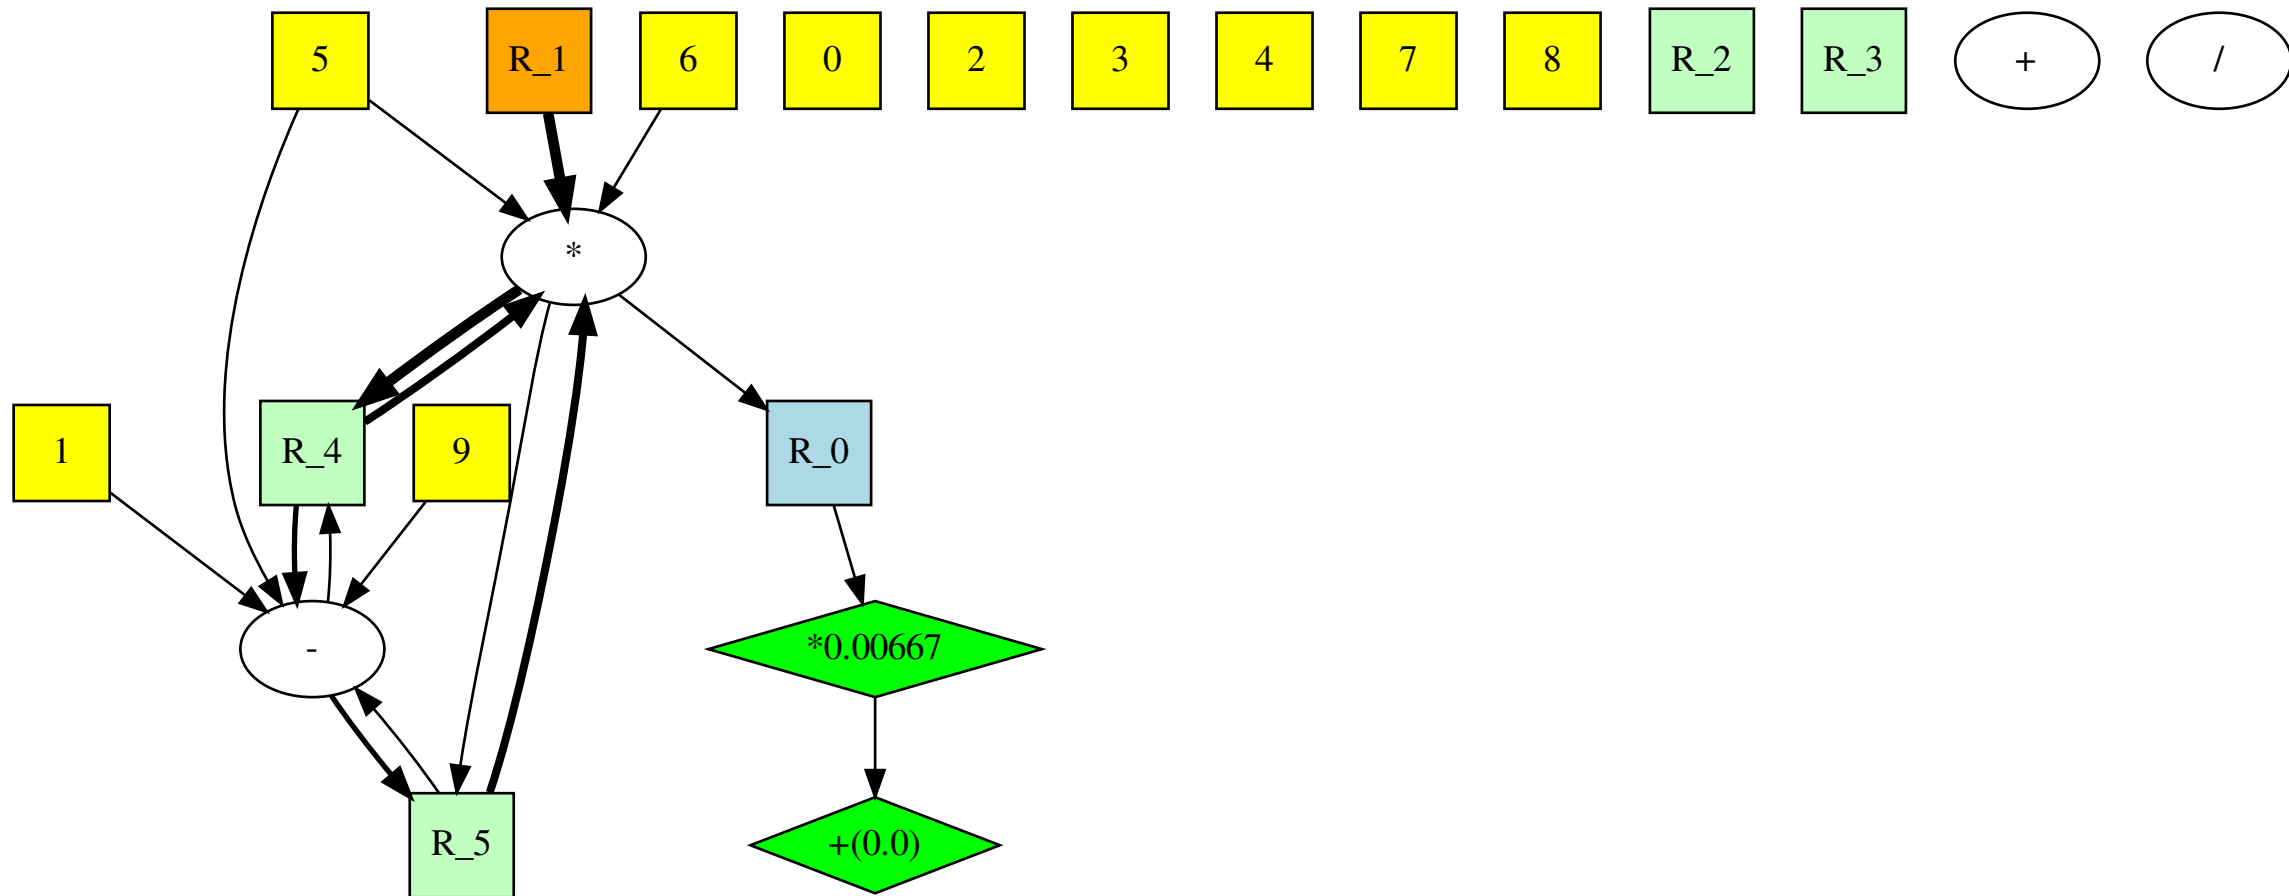 5 R_1 6 0 2 3 4 7 8 R_2 R_3 + /
*
1 R_4 9 R_0
- *0.00667
R_5 +(0.0)